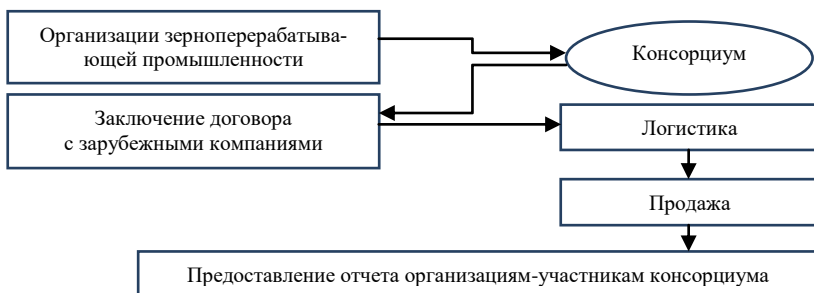 Организации зерноперерабатыва-
ющей промышленности
Консорциум
Заключение договора
с зарубежными компаниями
Логистика
Продажа
Предоставление отчета организациям-участникам консорциума